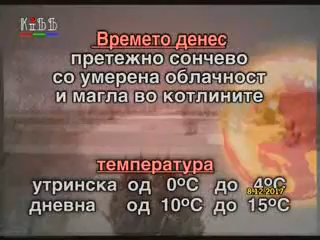 КТВБ
Времето денес
претежно сончево
со умерена облачност
и магла во котлините
температура
утринска од 0ºC до 4ºC
8.12.2017
дневна од 10ºC до 15ºC